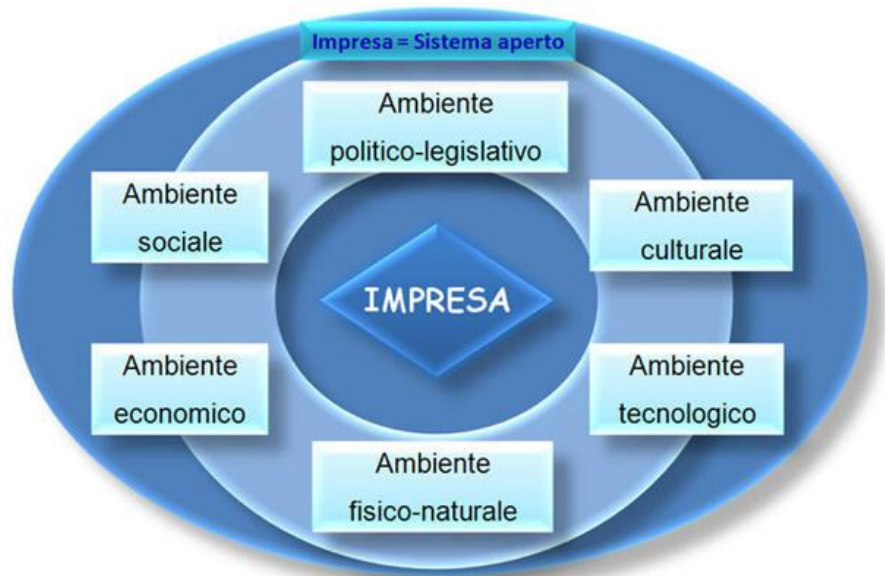 Impresa = Sistema aperto
Ambiente
politico-legislativo
Ambiente
sociale
Ambiente
culturale
IMPRESA
Ambiente
economico
Ambiente
tecnologico
Ambiente
fisico-naturale